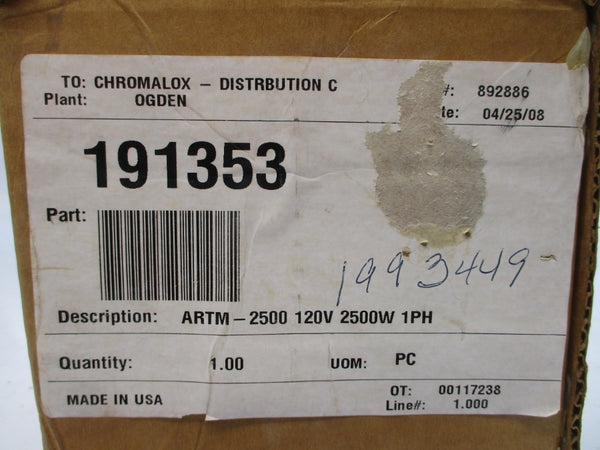 TO: CHROMALOX – DISTRBUTION C
#: 892886
Plant: OGDEN
te: 04/25/08
191353
Part:
1993449
Description: ARTM – 2500 120V 2500W 1PH
Quantity: 1.00 UOM: PC
MADE IN USA
OT: 00117238
Line#: 1.000